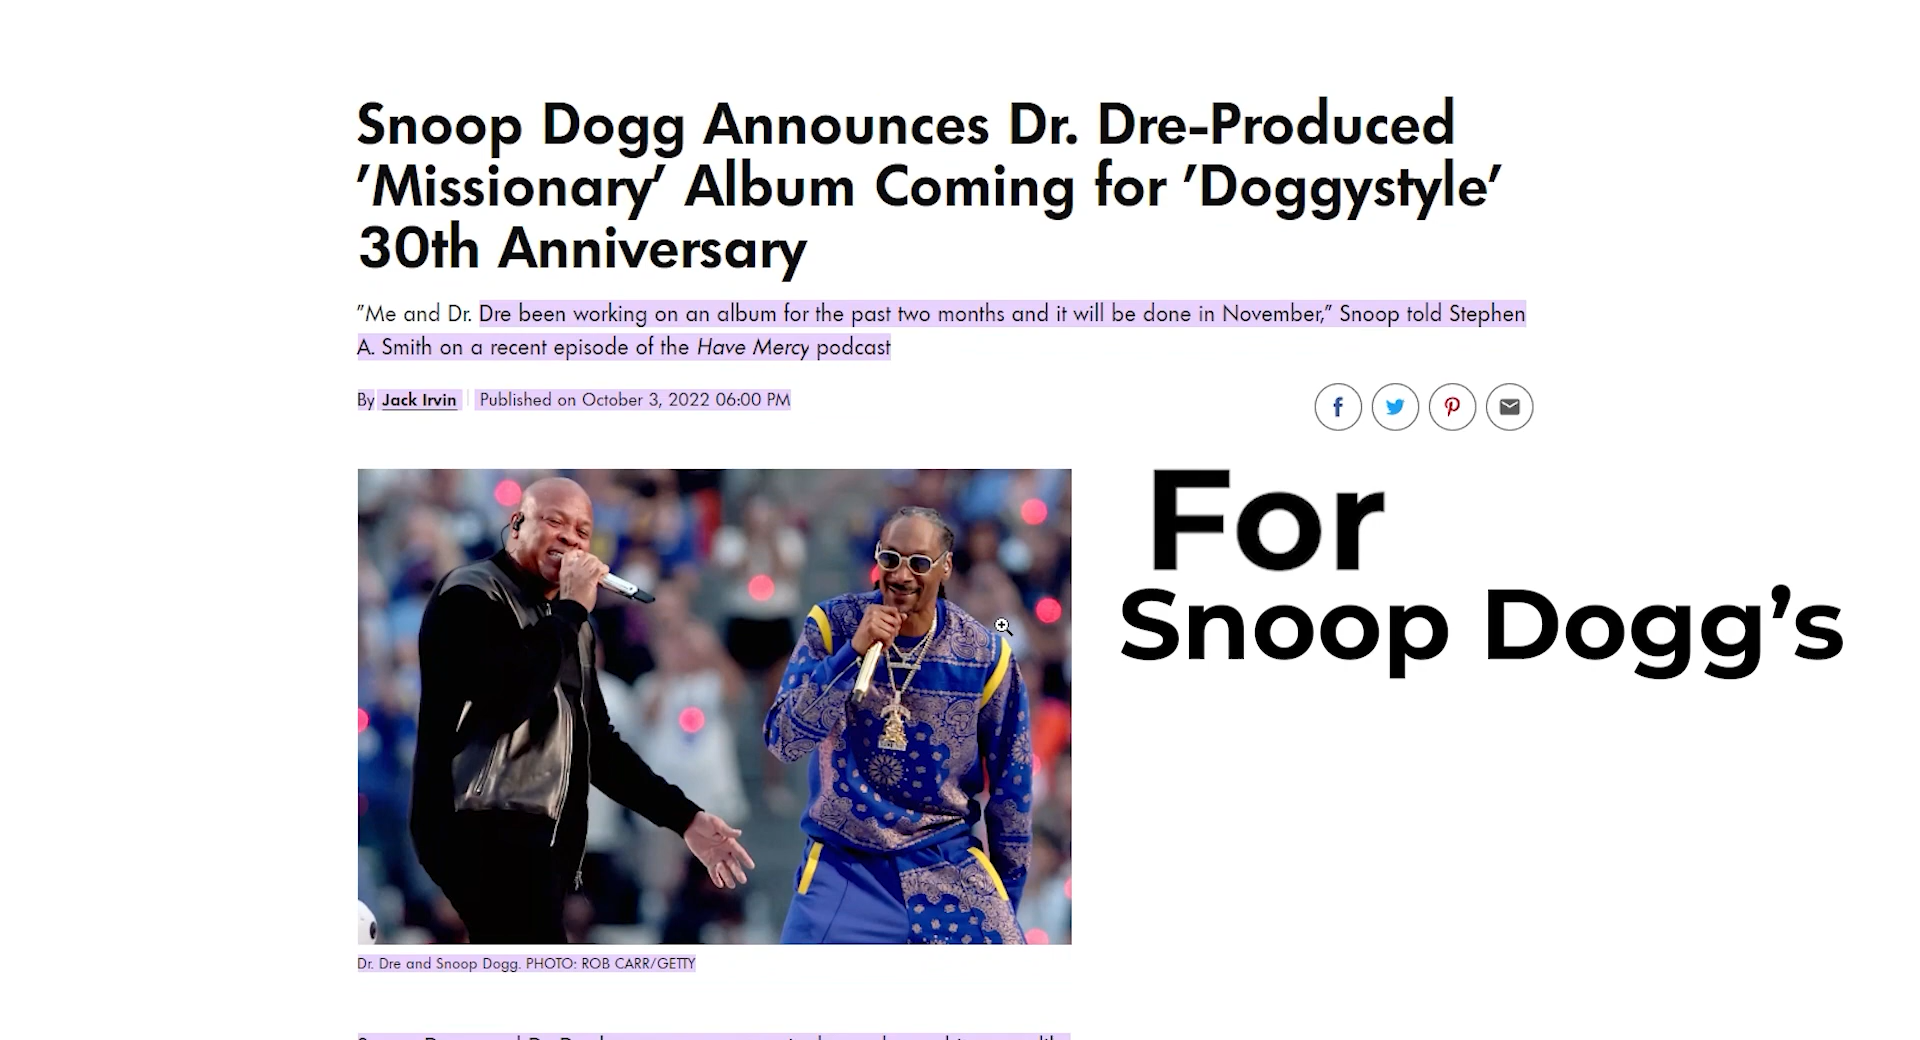 Snoop Dogg Announces Dr. Dre-Produced
'Missionary' Album Coming for 'Doggystyle'
30th Anniversary
"Me and Dr. Dre been working on an album for the past two months and it will be done in November," Snoop told Stephen
A. Smith on a recent episode of the Have Mercy podcast
By Jack Irvin Published on October 3, 2022 06:00 PM
For
Snoop Dogg's
Dr. Dre and Snoop Dogg. PHOTO: ROB CARR/GETTY